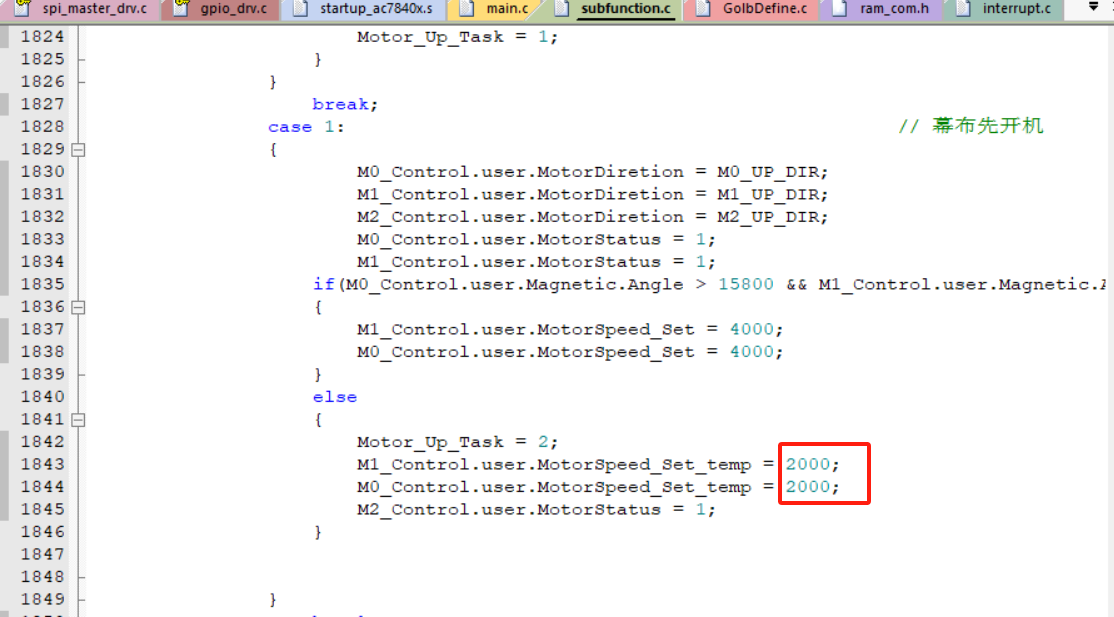 spi_master_drv.c gpio_drv.c startup_ac7840x.s main.c subfunction.c GolbDefine.c ram_com.h interrupt.c
1824 Motor_Up_Task = 1;
1825 }
1826 }
1827 break;
1828 case 1: // 幕布先开机
1829 {
1830 M0_Control.user.MotorDiretion = M0_UP_DIR;
1831 M1_Control.user.MotorDiretion = M1_UP_DIR;
1832 M2_Control.user.MotorDiretion = M2_UP_DIR;
1833 M0_Control.user.MotorStatus = 1;
1834 M1_Control.user.MotorStatus = 1;
1835 if(M0_Control.user.Magnetic.Angle > 15800 && M1_Control.user.Magnetic.
1836 {
1837 M1_Control.user.MotorSpeed_Set = 4000;
1838 M0_Control.user.MotorSpeed_Set = 4000;
1839 }
1840 else
1841 {
1842 Motor_Up_Task = 2;
1843 M1_Control.user.MotorSpeed_Set_temp = 2000;
1844 M0_Control.user.MotorSpeed_Set_temp = 2000;
1845 M2_Control.user.MotorStatus = 1;
1846 }
1847
1848
1849 }